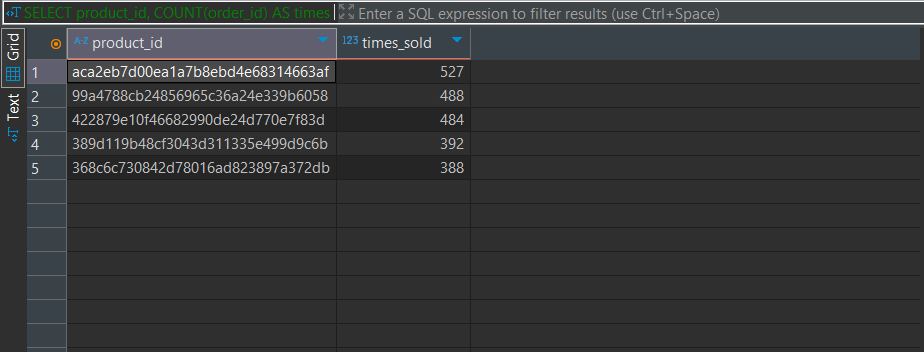 SELECT product_id, COUNT(order_id) AS times Enter a SQL expression to filter results (use Ctrl+Space)
Grid
Text
A-Z product_id 123 times_sold
1 aca2eb7d00ea1a7b8ebd4e68314663af 527
2 99a4788cb24856965c36a24e339b6058 488
3 422879e10f46682990de24d770e7f83d 484
4 389d119b48cf3043d311335e499d9c6b 392
5 368c6c730842d78016ad823897a372db 388